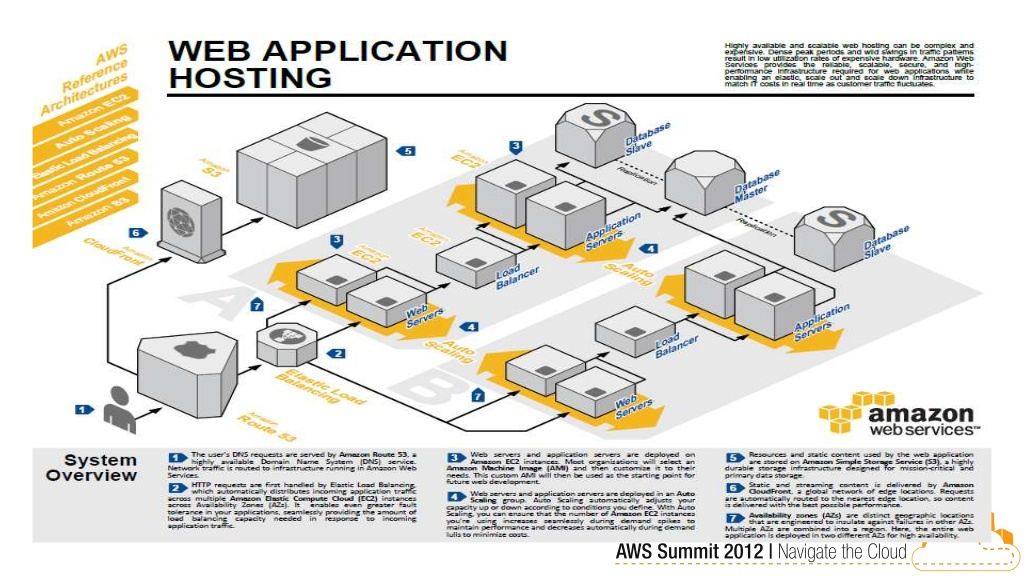 WEB APPLICATION
HOSTING
Highly available and scalable web hosting can be complex and
expensive. Dense peak periods and wild swings in traffic patterns
result in low utilization rates of expensive hardware. Amazon Web
Services provides the reliable, scalable, secure, and high-
performance infrastructure required for web applications while
enabling an elastic, scale out and scale down infrastructure to
match IT costs in real time as customer traffic fluctuates.
AWS
Reference
Architectures
Amazon EC2
Auto Scaling
Elastic Load Balancing
Amazon Route 53
Amazon CloudFront
Amazon S3
5
Amazon
S3
6
Amazon
CloudFront
3
Amazon
EC2
S
Database
Slave
Replication
Database
Master
Replication
S
Database
Slave
Application
Servers
4
Auto
Scaling
3
Amazon
EC2
Amazon
EC2
Load
Balancer
Web
Servers
4
Auto
Scaling
7
A
Application
Servers
Load
Balancer
2
Elastic Load
Balancing
B
7
Web
Servers
1
Amazon
Route 53
amazon
webservices™
System
Overview
1 The user's DNS requests are served by Amazon Route 53, a
highly available Domain Name System (DNS) service.
Network traffic is routed to infrastructure running in Amazon Web
Services.
2 HTTP requests are first handled by Elastic Load Balancing,
which automatically distributes incoming application traffic
across multiple Amazon Elastic Compute Cloud (EC2) instances
across Availability Zones (AZs). It enables even greater fault
tolerance in your applications, seamlessly providing the amount of
load balancing capacity needed in response to incoming
application traffic.
3 Web servers and application servers are deployed on
Amazon EC2 instances. Most organizations will select an
Amazon Machine Image (AMI) and then customize it to their
needs. This custom AMI will then be used as the starting point for
future web development.
4 Web servers and application servers are deployed in an Auto
Scaling group. Auto Scaling automatically adjusts your
capacity up or down according to conditions you define. With Auto
Scaling, you can ensure that the number of Amazon EC2 instances
you're using increases seamlessly during demand spikes to
maintain performance and decreases automatically during demand
lulls to minimize costs.
5 Resources and static content used by the web application
are stored on Amazon Simple Storage Service (S3), a highly
durable storage infrastructure designed for mission-critical and
primary data storage.
6 Static and streaming content is delivered by Amazon
CloudFront, a global network of edge locations. Requests
are automatically routed to the nearest edge location, so content
is delivered with the best possible performance.
7 Availability zones (AZs) are distinct geographic locations
that are engineered to insulate against failures in other AZs.
Multiple AZs are combined into a region. Here, the entire web
application is deployed in two different AZs for high availability.
AWS Summit 2012 | Navigate the Cloud